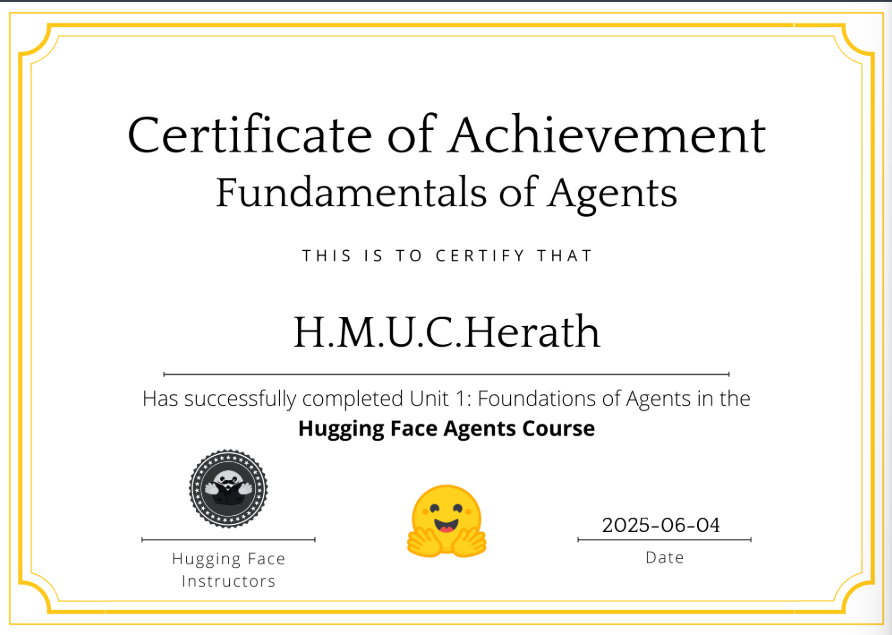 Certificate of Achievement
Fundamentals of Agents
THIS IS TO CERTIFY THAT
H.M.U.C.Herath
Has successfully completed Unit 1: Foundations of Agents in the
Hugging Face Agents Course
2025-06-04
Hugging Face
Instructors
Date